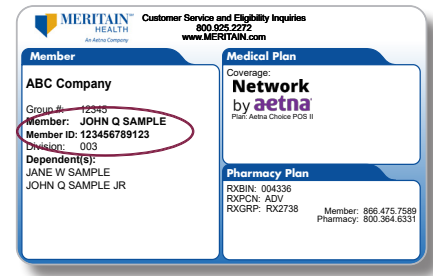 MERITAIN™
HEALTH
An Aetna Company
Customer Service and Eligibility Inquiries
800.925.2272
www.MERITAIN.com
Member
ABC Company
Group #: 12345
Member: JOHN Q SAMPLE
Member ID: 123456789123
Division: 003
Dependent(s):
JANE W SAMPLE
JOHN Q SAMPLE JR
Medical Plan
Coverage:
Network
by aetna
Plan: Aetna Choice POS II
Pharmacy Plan
RXBIN: 004336
RXPCN: ADV
RXGRP: RX2738
Member: 866.475.7589
Pharmacy: 800.364.6331